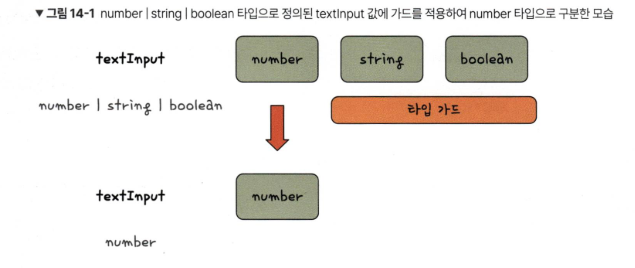 ▼ 그림 14-1 number | string | boolean 타입으로 정의된 textInput 값에 가드를 적용하여 number 타입으로 구분한 모습
textInput number string boolean
number | string | boolean 타입 가드
textInput number
number